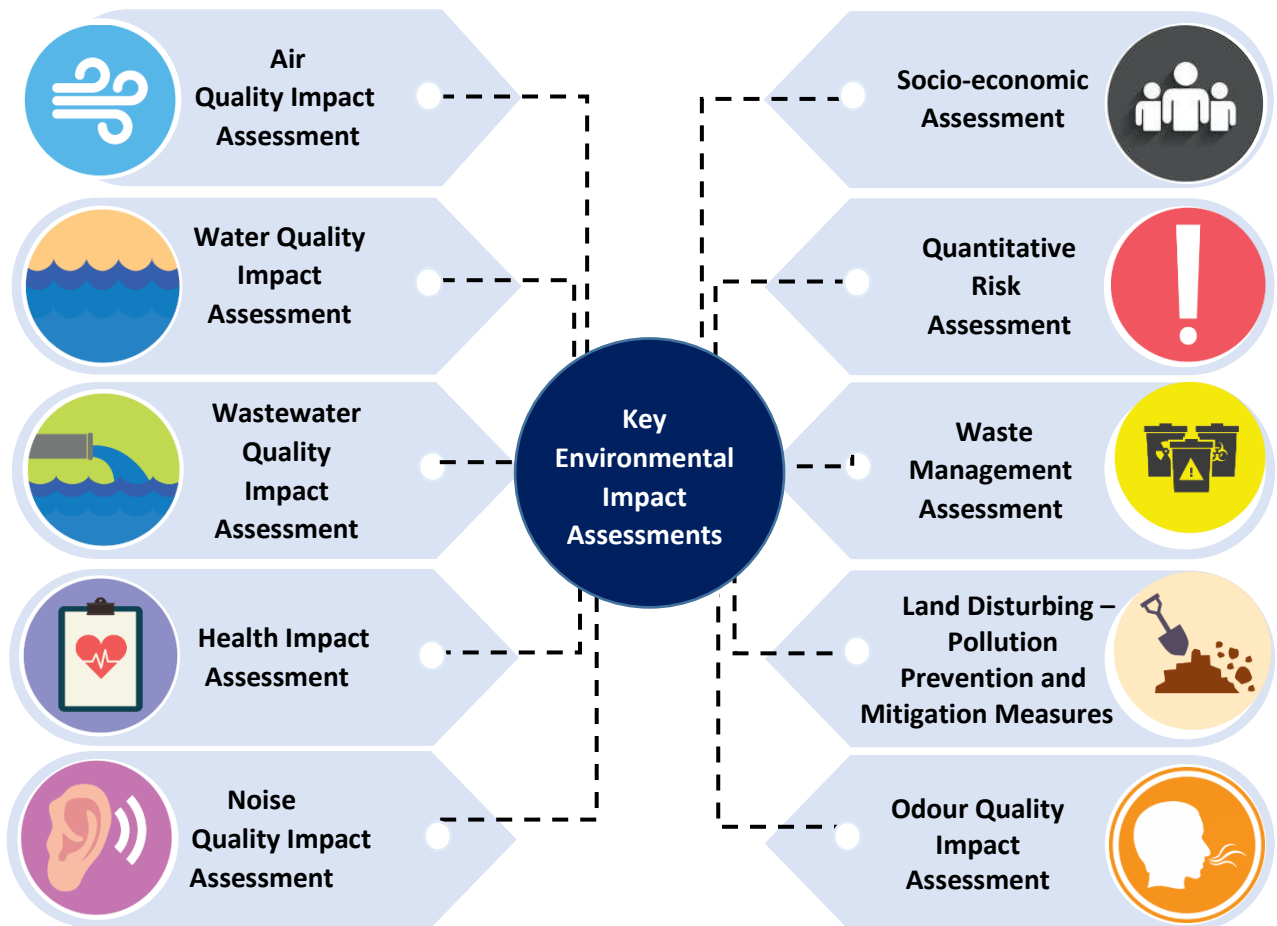 Air
Quality Impact
Assessment
Water Quality
Impact
Assessment
Wastewater
Quality
Impact
Assessment
Health Impact
Assessment
Noise
Quality Impact
Assessment
Key
Environmental
Impact
Assessments
Socio-economic
Assessment
Quantitative
Risk
Assessment
Waste
Management
Assessment
Land Disturbing –
Pollution
Prevention and
Mitigation Measures
Odour Quality
Impact
Assessment